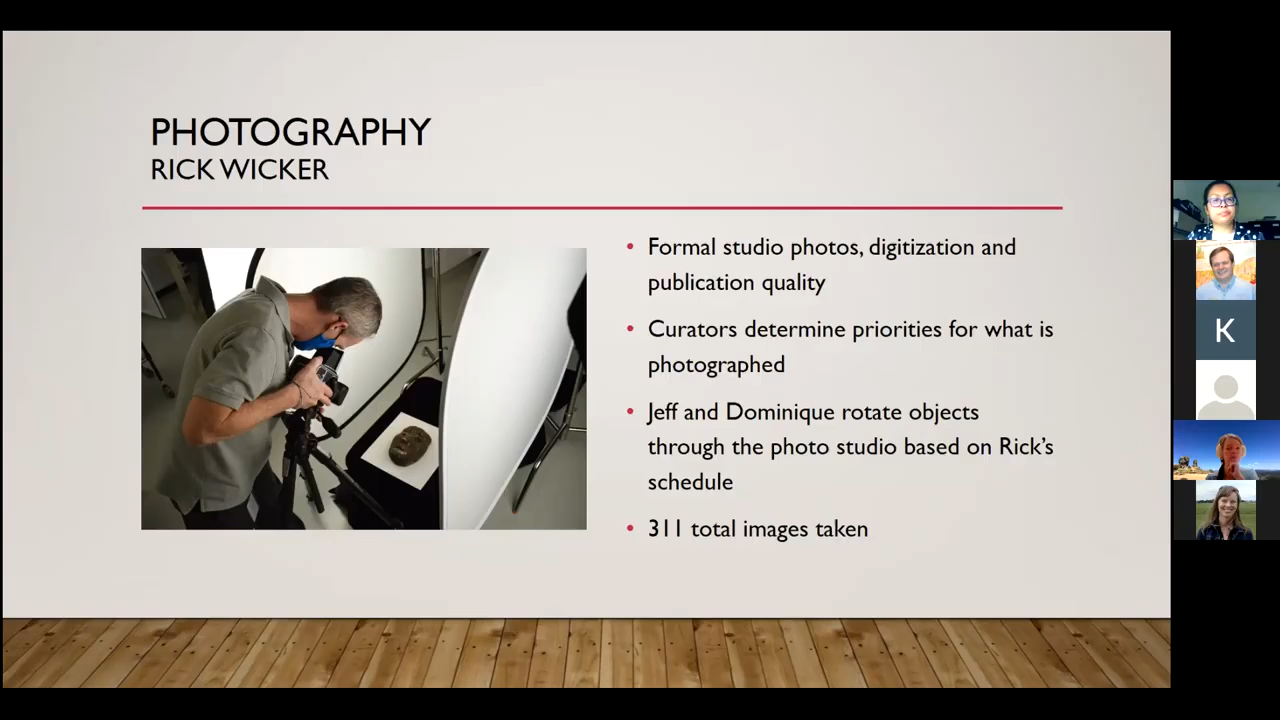 PHOTOGRAPHY
RICK WICKER
• Formal studio photos, digitization and
publication quality
• Curators determine priorities for what is
photographed
• Jeff and Dominique rotate objects
through the photo studio based on Rick's
schedule
• 311 total images taken
K